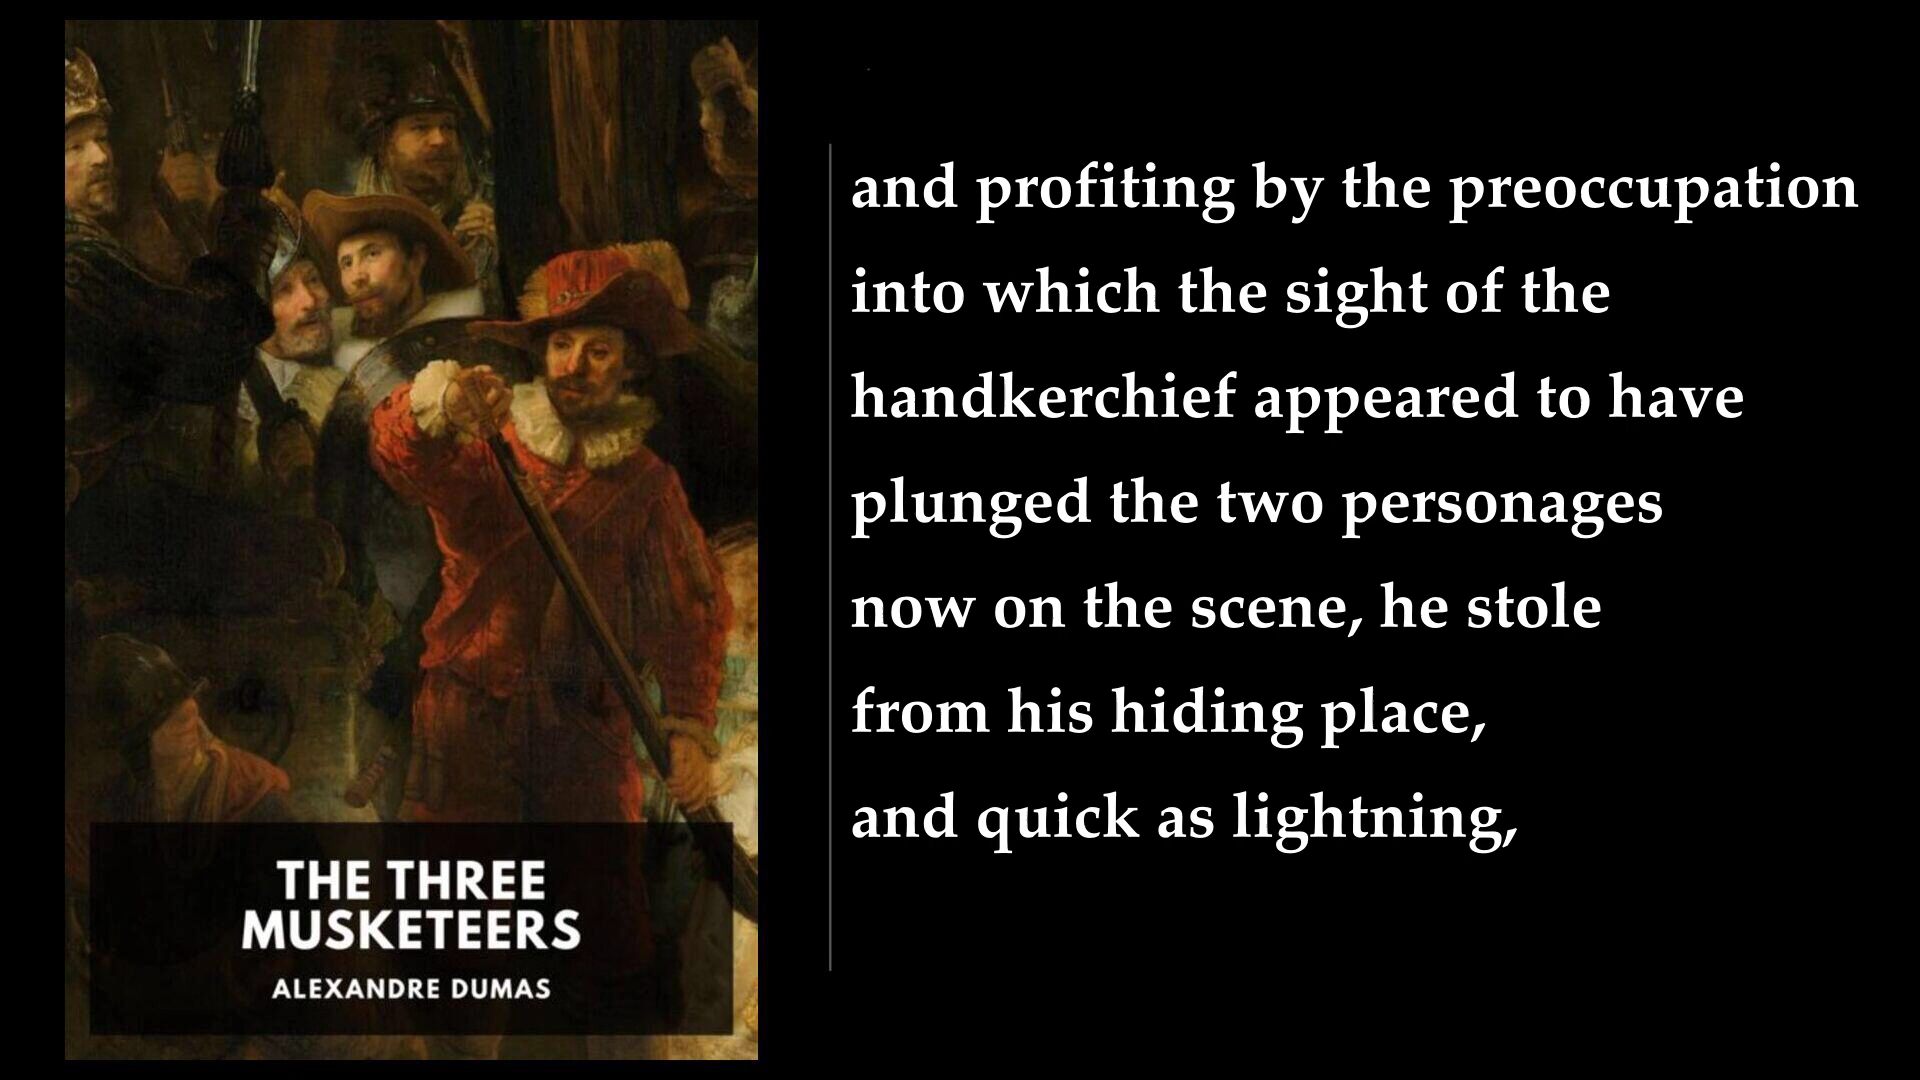 THE THREE
MUSKETEERS
ALEXANDRE DUMAS
and profiting by the preoccupation
into which the sight of the
handkerchief appeared to have
plunged the two personages
now on the scene, he stole
from his hiding place,
and quick as lightning,